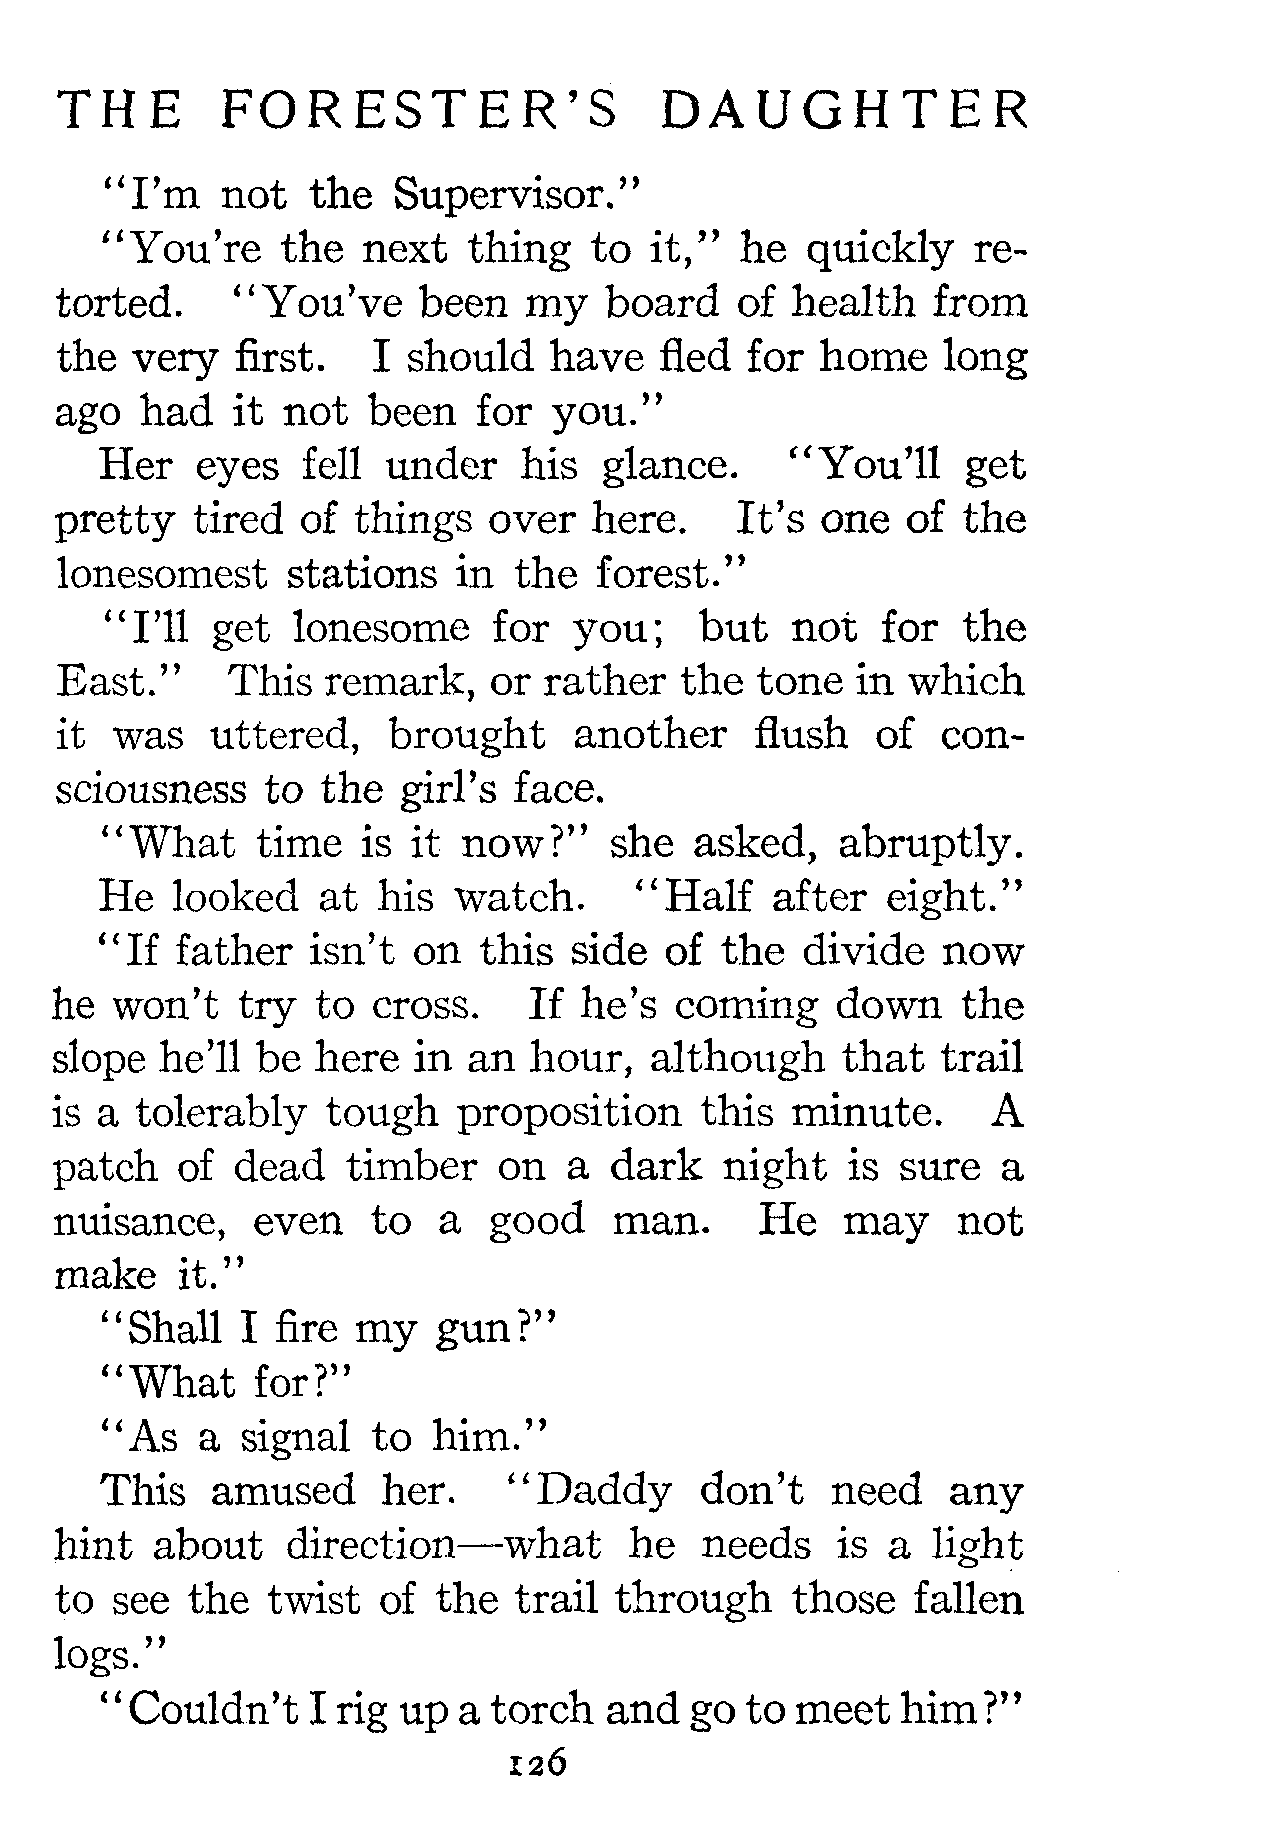 THE FORESTER'S DAUGHTER
"I'm not the Supervisor."
"You're the next thing to it," he quickly re-
torted. "You've been my board of health from
the very first. I should have fled for home long
ago had it not been for you."
Her eyes fell under his glance. "You'll get
pretty tired of things over here. It's one of the
lonesomest stations in the forest."
"I'll get lonesome for you; but not for the
East." This remark, or rather the tone in which
it was uttered, brought another flush of con-
sciousness to the girl's face.
"What time is it now?" she asked, abruptly.
He looked at his watch. "Half after eight."
"If father isn't on this side of the divide now
he won't try to cross. If he's coming down the
slope he'll be here in an hour, although that trail
is a tolerably tough proposition this minute. A
patch of dead timber on a dark night is sure a
nuisance, even to a good man. He may not
make it."
"Shall I fire my gun?"
"What for?"
"As a signal to him."
This amused her. "Daddy don't need any
hint about direction—what he needs is a light
to see the twist of the trail through those fallen
logs."
"Couldn't I rig up a torch and go to meet him?"
126